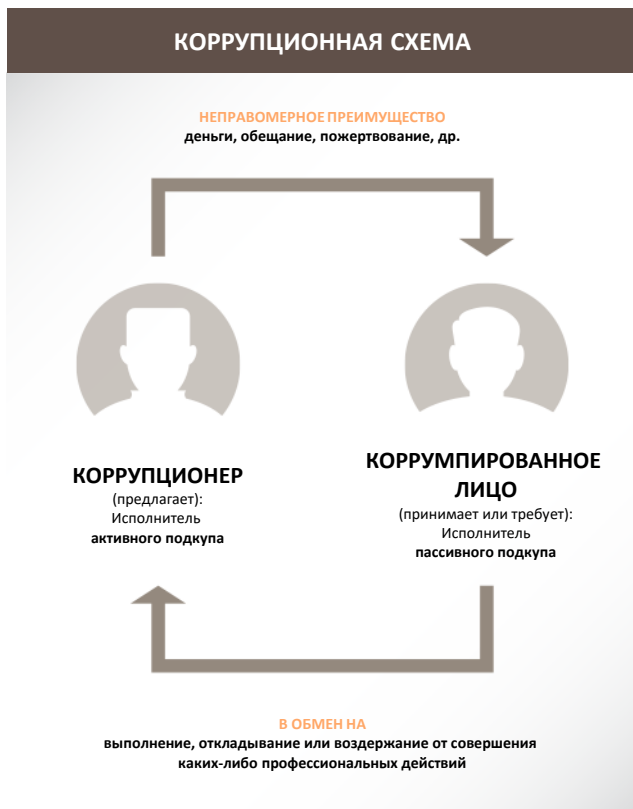 КОРРУПЦИОННАЯ СХЕМА
НЕПРАВОМЕРНОЕ ПРЕИМУЩЕСТВО
деньги, обещание, пожертвование, др.
КОРРУПЦИОНЕР
(предлагает):
Исполнитель
активного подкупа
КОРРУМПИРОВАННОЕ
ЛИЦО
(принимает или требует):
Исполнитель
пассивного подкупа
В ОБМЕН НА
выполнение, откладывание или воздержание от совершения
каких-либо профессиональных действий